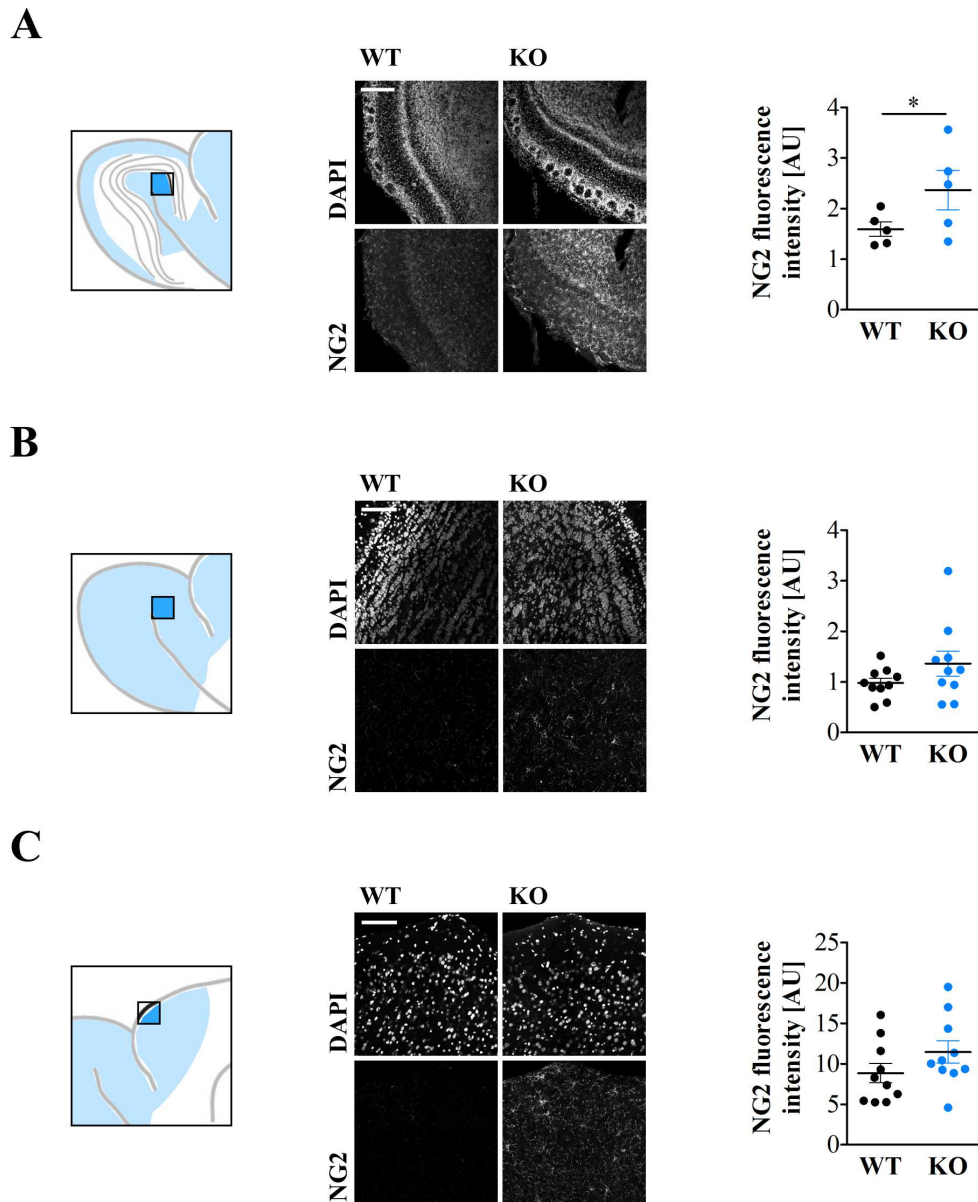 A
WT KO
DAPI
NG2
NG2 fluorescence
intensity [AU]
4
3
2
1
0
*
WT KO
B
WT KO
DAPI
NG2
NG2 fluorescence
intensity [AU]
4
3
2
1
0
WT KO
C
WT KO
DAPI
NG2
NG2 fluorescence
intensity [AU]
25
20
15
10
5
0
WT KO